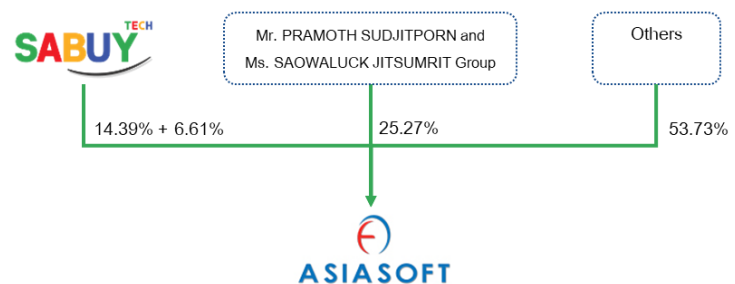 SABUY TECH
Mr. PRAMOTH SUDJITPORN and
Ms. SAOWALUCK JITSUMRIT Group
Others
14.39% + 6.61%
25.27%
53.73%
ASIASOFT